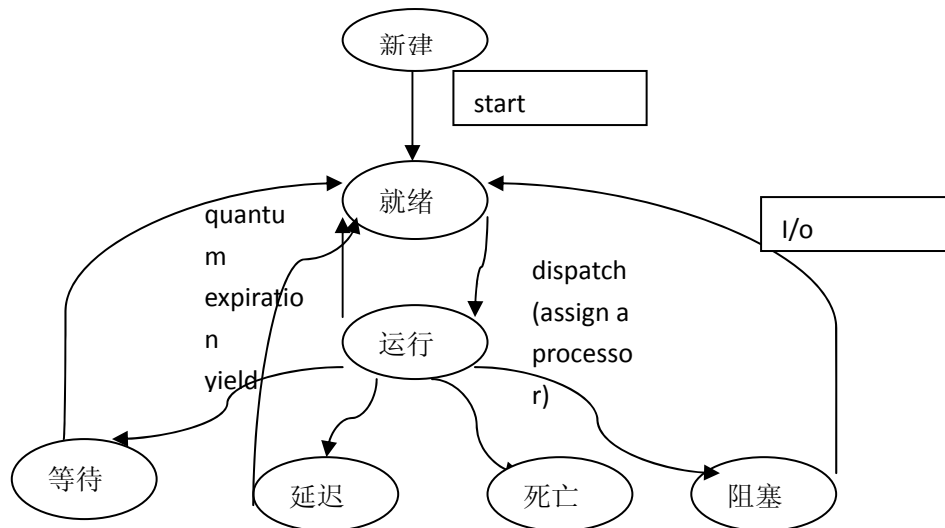 新建
start
就绪
quantu
m
expiratio
n
yield
I/o
dispatch
(assign a
processo
r)
运行
等待
延迟
死亡
阻塞